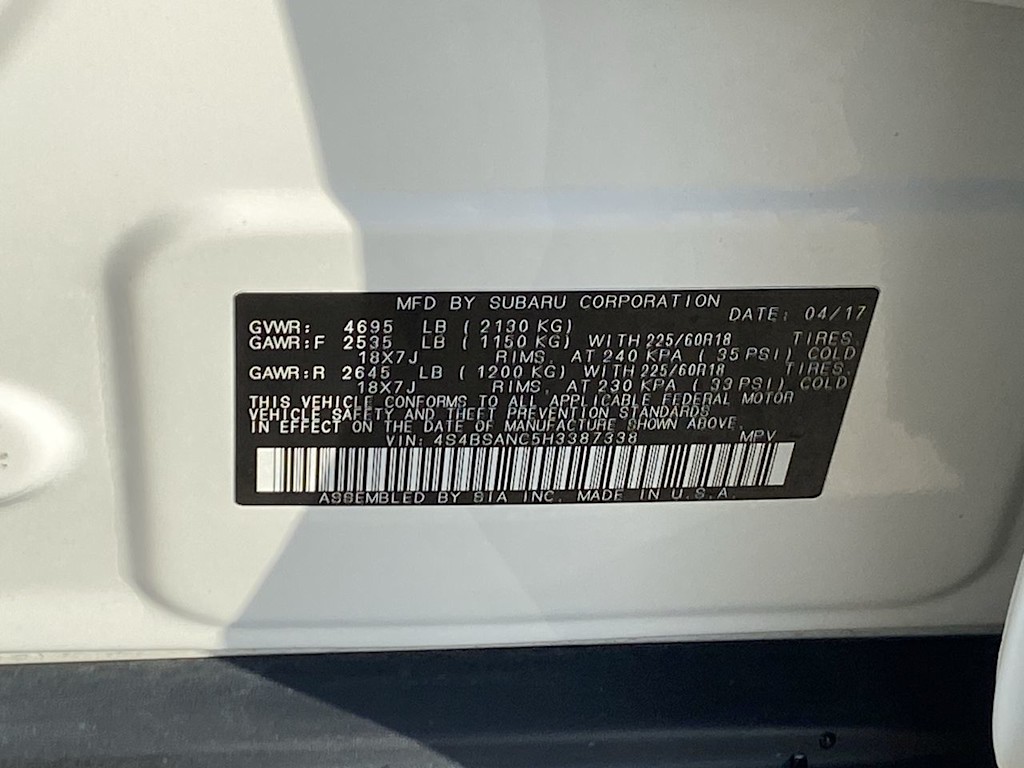 MFD BY SUBARU CORPORATION
DATE: 04/17
GVWR: 4695 LB (2130 KG)
GAWR:F 2535 LB (1150 KG) WITH 225/60R18 TIRES,
18X7J RIMS, AT 240 KPA (35 PSI) COLD
GAWR:R 2645 LB (1200 KG) WITH 225/60R18 TIRES,
18X7J RIMS, AT 230 KPA (33 PSI) COLD
THIS VEHICLE CONFORMS TO ALL APPLICABLE FEDERAL MOTOR
VEHICLE SAFETY AND THEFT PREVENTION STANDARDS
IN EFFECT ON THE DATE OF MANUFACTURE SHOWN ABOVE.
VIN: 4S4BSANC5H3387338 MPV
ASSEMBLED BY SIA INC. MADE IN U.S.A.